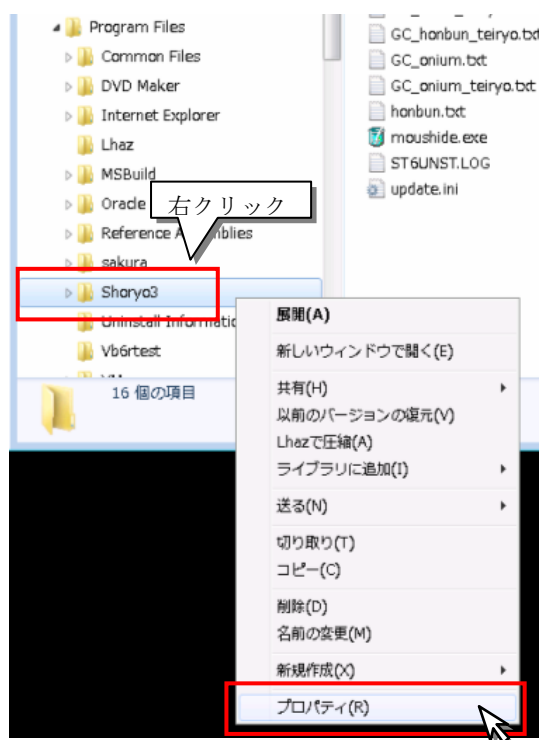 Program Files
Common Files
DVD Maker
Internet Explorer
Lhaz
MSBuild
Oracle
Reference A
mblies
sakura
Shoryo3
Uninstall Informatio
Vb6rtest
GC_honbun_teiryo.txt
GC_onium.txt
GC_onium_teiryo.txt
honbun.txt
moushide.exe
ST6UNST.LOG
update.ini
右クリック
16 個の項目
展開(A)
新しいウィンドウで開く(E)
共有(H)
以前のバージョンの復元(V)
Lhazで圧縮(A)
ライブラリに追加(I)
送る(N)
切り取り(T)
コピー(C)
削除(D)
名前の変更(M)
新規作成(X)
プロパティ(R)